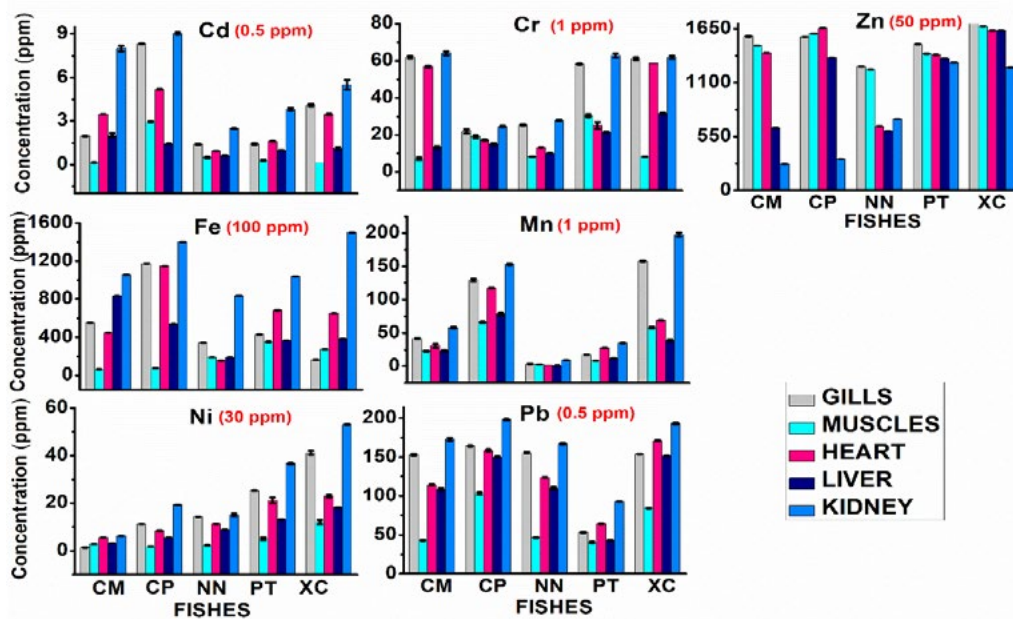 Concentration (ppm)
Cd (0.5 ppm)
9
6
3
0
Cr (1 ppm)
80
60
40
20
0
Zn (50 ppm)
1650
1100
550
0
CM CP NN PT XC
FISHES
Concentration (ppm)
Fe (100 ppm)
1600
1200
800
400
0
Mn (1 ppm)
200
150
100
50
0
Concentration (ppm)
Ni (30 ppm)
60
40
20
0
CM CP NN PT XC
FISHES
Pb (0.5 ppm)
200
150
100
50
0
CM CP NN PT XC
FISHES
GILLS
MUSCLES
HEART
LIVER
KIDNEY